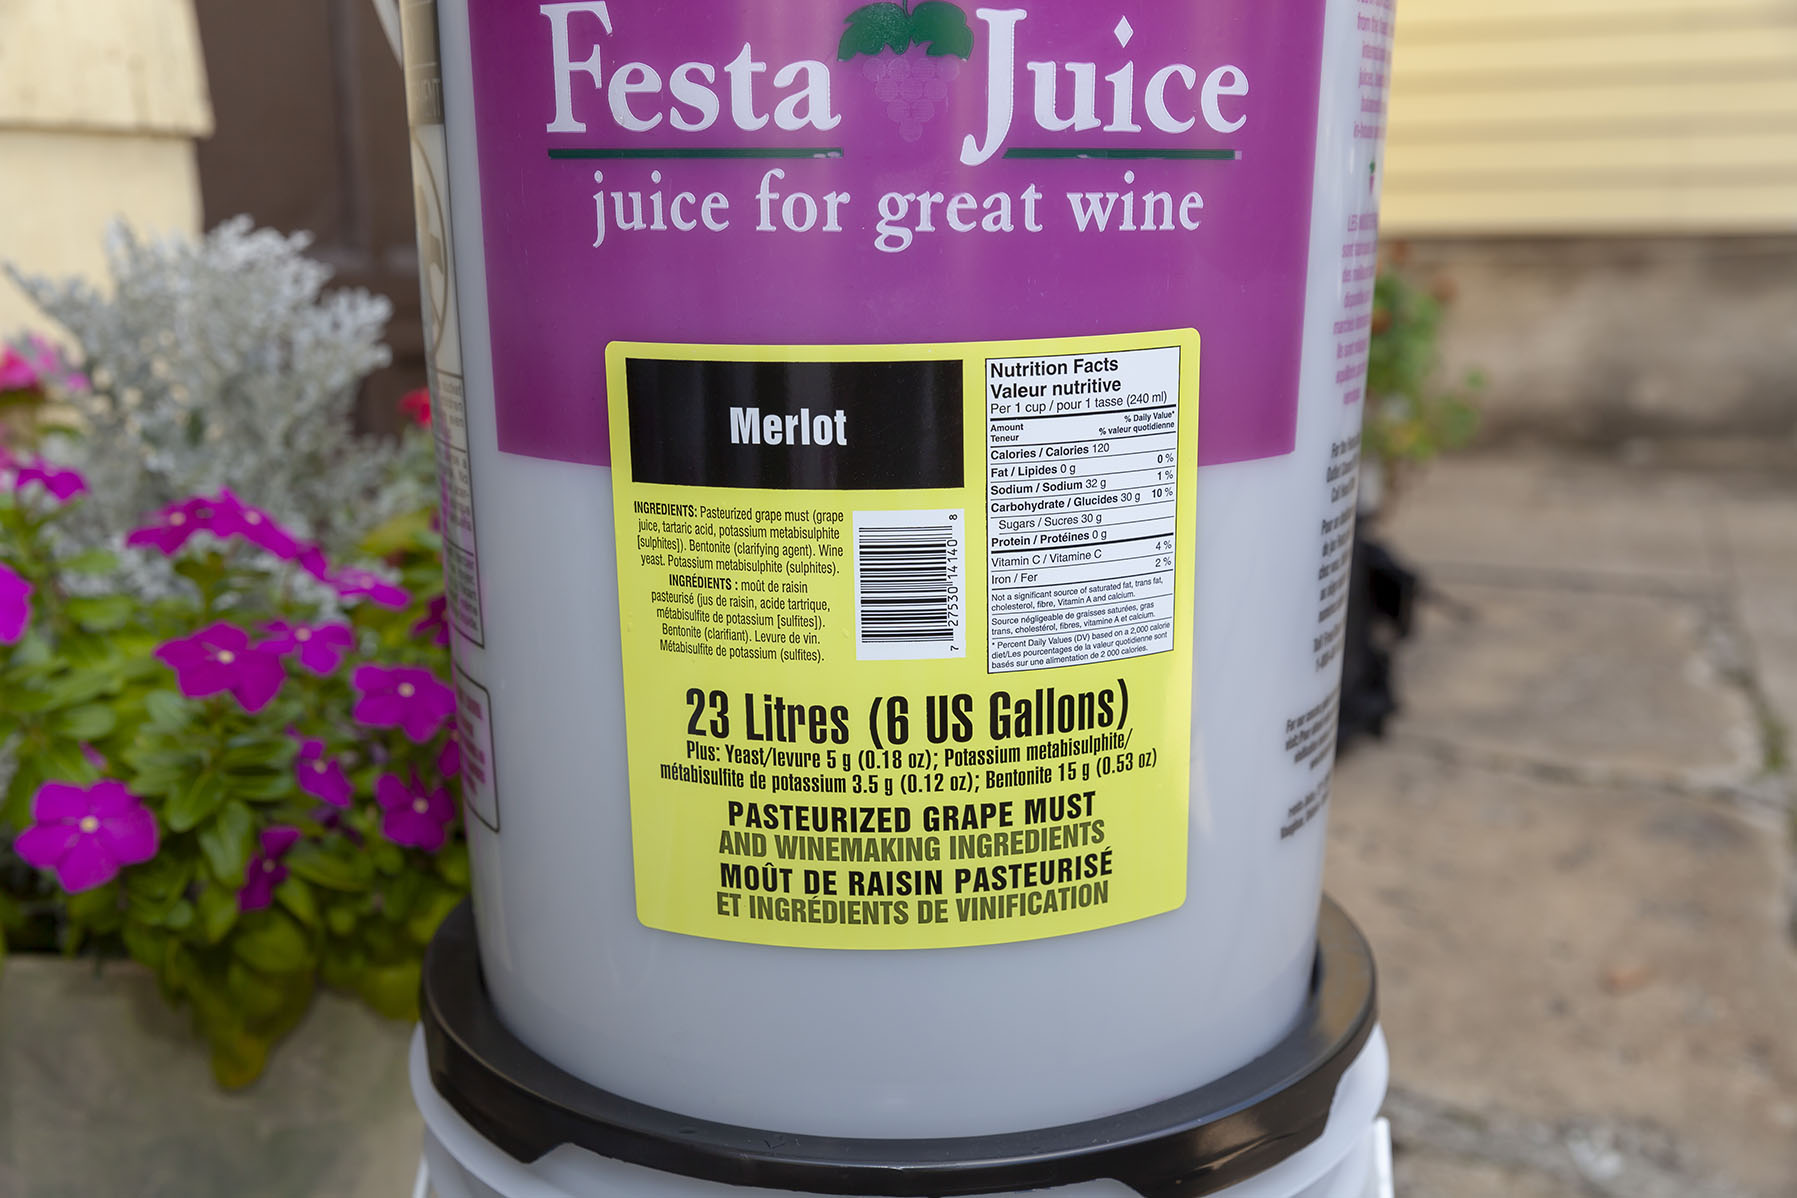 Festa Juice
juice for great wine
Merlot
INGREDIENTS: Pasteurized grape must (grape
juice, tartaric acid, potassium metabisulphite
[sulphites]). Bentonite (clarifying agent). Wine
yeast. Potassium metabisulphite (sulphites).
INGRÉDIENTS : moût de raisin
pasteurisé (jus de raisin, acide tartrique,
métabisulfite de potassium [sulfites]).
Bentonite (clarifiant). Levure de vin.
Métabisulfite de potassium (sulfites).
7 27530 14140 8
Nutrition Facts
Valeur nutritive
Per 1 cup / pour 1 tasse (240 ml)
Amount % Daily Value*
Teneur % valeur quotidienne
Calories / Calories 120
Fat / Lipides 0 g 0 %
Sodium / Sodium 32 g 1 %
Carbohydrate / Glucides 30 g 10 %
Sugars / Sucres 30 g
Protein / Protéines 0 g
Vitamin C / Vitamine C 4 %
Iron / Fer 2 %
Not a significant source of saturated fat, trans fat,
cholesterol, fibre, Vitamin A and calcium.
Source négligeable de graisses saturées, gras
trans, cholestérol, fibres, vitamine A et calcium.
* Percent Daily Values (DV) based on a 2,000 calorie
diet/Les pourcentages de la valeur quotidienne sont
basés sur une alimentation de 2 000 calories.
23 Litres (6 US Gallons)
Plus: Yeast/levure 5 g (0.18 oz); Potassium metabisulphite/
métabisulfite de potassium 3.5 g (0.12 oz); Bentonite 15 g (0.53 oz)
PASTEURIZED GRAPE MUST
AND WINEMAKING INGREDIENTS
MOÛT DE RAISIN PASTEURISÉ
ET INGRÉDIENTS DE VINIFICATION